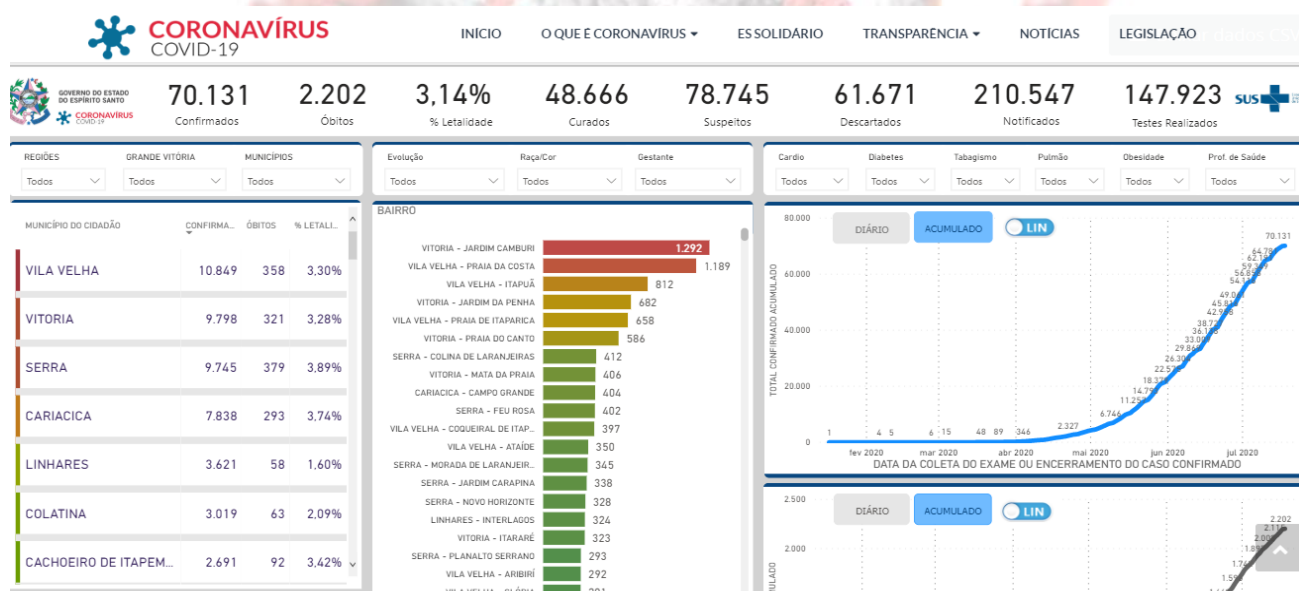 CORONAVÍRUS
COVID-19
INÍCIO
O QUE É CORONAVÍRUS
ES SOLIDÁRIO
TRANSPARÊNCIA
NOTÍCIAS
LEGISLAÇÃO
dados CSV
GOVERNO DO ESTADO
DO ESPÍRITO SANTO
CORONAVÍRUS
COVID-19
70.131
Confirmados
2.202
Óbitos
3,14%
% Letalidade
48.666
Curados
78.745
Suspeitos
61.671
Descartados
210.547
Notificados
147.923
Testes Realizados
SUS
REGIÕES
GRANDE VITÓRIA
MUNICÍPIOS
Todos
Todos
Todos
Evolução
Raça/Cor
Gestante
Todos
Todos
Todos
Cardio
Diabetes
Tabagismo
Pulmão
Obesidade
Prof. de Saúde
Todos
Todos
Todos
Todos
Todos
Todos
MUNICÍPIO DO CIDADÃO CONFIRMA... ÓBITOS % LETALI...
VILA VELHA 10.849 358 3,30%
VITORIA 9.798 321 3,28%
SERRA 9.745 379 3,89%
CARIACICA 7.838 293 3,74%
LINHARES 3.621 58 1,60%
COLATINA 3.019 63 2,09%
CACHOEIRO DE ITAPEM... 2.691 92 3,42%
BAIRRO
VITORIA - JARDIM CAMBURI 1.292
VILA VELHA - PRAIA DA COSTA 1.189
VILA VELHA - ITAPUÃ 812
VITORIA - JARDIM DA PENHA 682
VILA VELHA - PRAIA DE ITAPARICA 658
VITORIA - PRAIA DO CANTO 586
SERRA - COLINA DE LARANJEIRAS 412
VITORIA - MATA DA PRAIA 406
CARIACICA - CAMPO GRANDE 404
SERRA - FEU ROSA 402
VILA VELHA - COQUEIRAL DE ITAP... 397
VILA VELHA - ATAÍDE 350
SERRA - MORADA DE LARANJEIR... 345
SERRA - JARDIM CARAPINA 338
SERRA - NOVO HORIZONTE 328
LINHARES - INTERLAGOS 324
VITORIA - ITARARÉ 323
SERRA - PLANALTO SERRANO 293
VILA VELHA - ARIBIRÍ 292
DIÁRIO
ACUMULADO
LIN
TOTAL CONFIRMADO ACUMULADO
80.000
60.000
40.000
20.000
0
1
4
5
6
15
48
89
346
2.327
6.746
70.131
fev 2020
mar 2020
abr 2020
mai 2020
jun 2020
jul 2020
DATA DA COLETA DO EXAME OU ENCERRAMENTO DO CASO CONFIRMADO
DIÁRIO
ACUMULADO
LIN
2.500
2.000
2.202